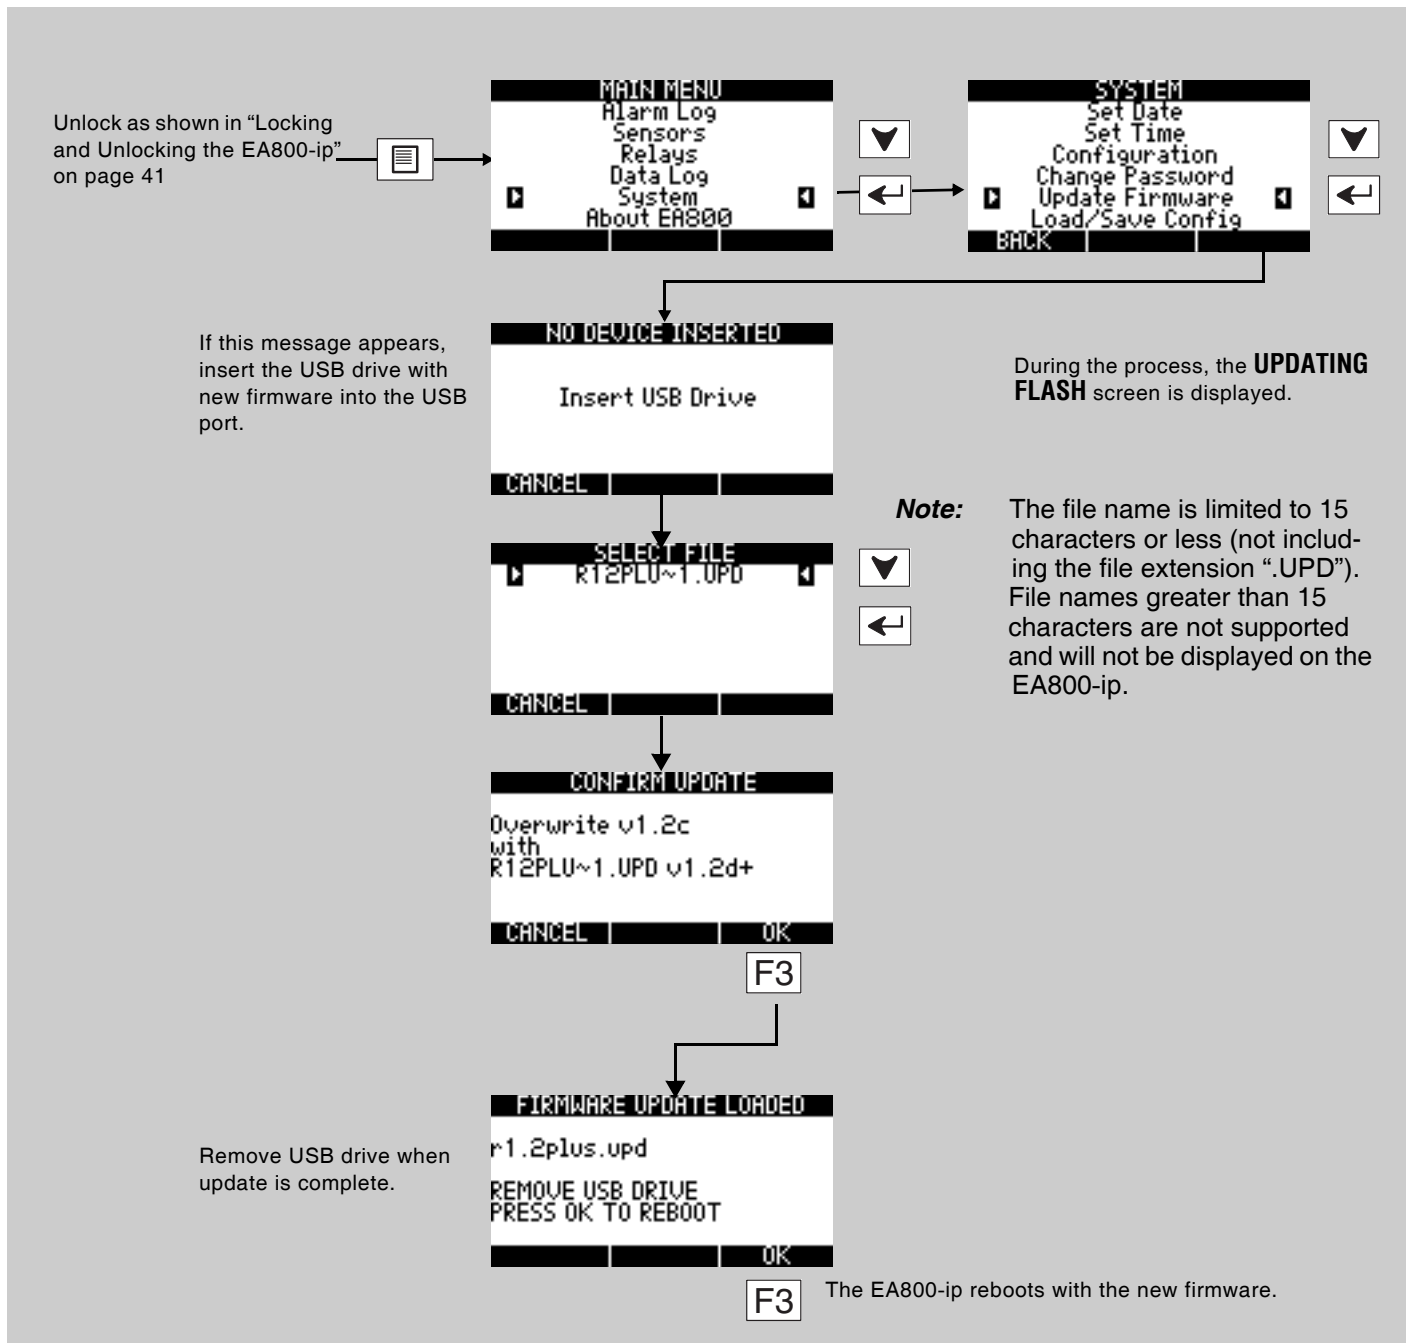 Unlock as shown in “Locking
and Unlocking the EA800-ip”
on page 41
MAIN MENU
Alarm Log
Sensors
Relays
Data Log
System
About EA800
SYSTEM
Set Date
Set Time
Configuration
Change Password
Update Firmware
Load/Save Config
BACK
If this message appears,
insert the USB drive with
new firmware into the USB
port.
NO DEVICE INSERTED
Insert USB Drive
CANCEL
During the process, the UPDATING
FLASH screen is displayed.
SELECT FILE
R12PLU~1.UPD
CANCEL
Note: The file name is limited to 15
characters or less (not includ-
ing the file extension “.UPD”).
File names greater than 15
characters are not supported
and will not be displayed on the
EA800-ip.
CONFIRM UPDATE
Overwrite v1.2c
with
R12PLU~1.UPD v1.2d+
CANCEL OK
F3
Remove USB drive when
update is complete.
FIRMWARE UPDATE LOADED
r1.2plus.upd
REMOVE USB DRIVE
PRESS OK TO REBOOT
OK
F3
The EA800-ip reboots with the new firmware.